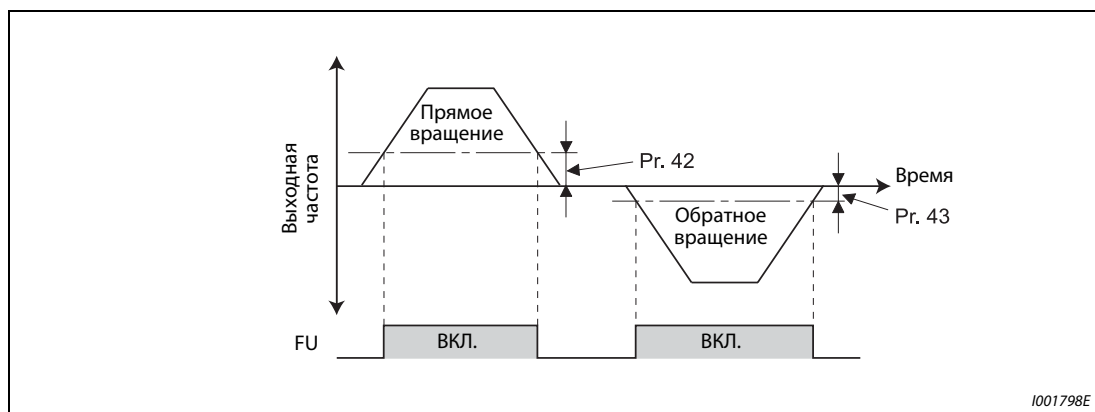 Выходная
частота
Прямое
вращение
Pr. 42
Время
Pr. 43
Обратное
вращение
FU
ВКЛ.
ВКЛ.
I001798E